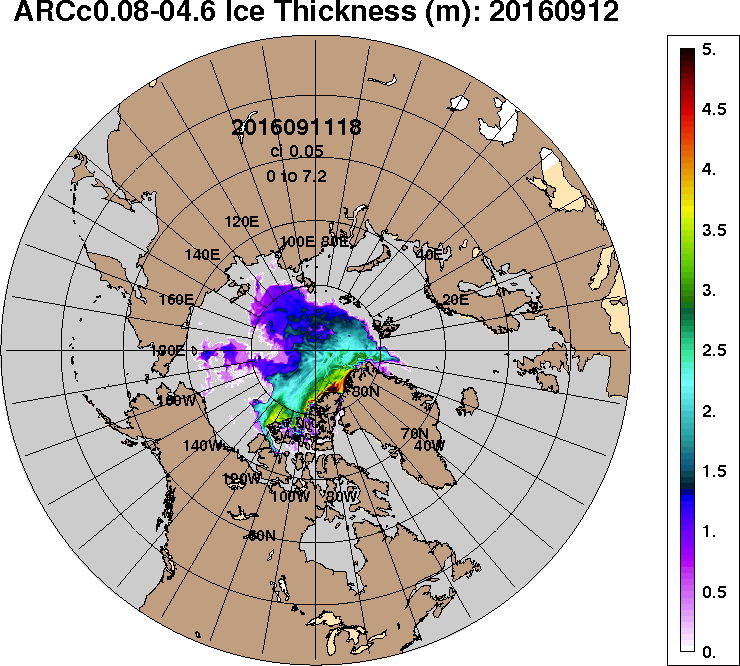 ARCc0.08-04.6 Ice Thickness (m): 20160912
5.
4.5
4.
3.5
3.
2.5
2.
1.5
1.
0.5
0.
2016091118
ci 0.05
0 to 7.2
120E
100E 80E
140E
40E
160E
20E
180E
160W
80N
140W
70N
40W
120W
100W 80W
60N